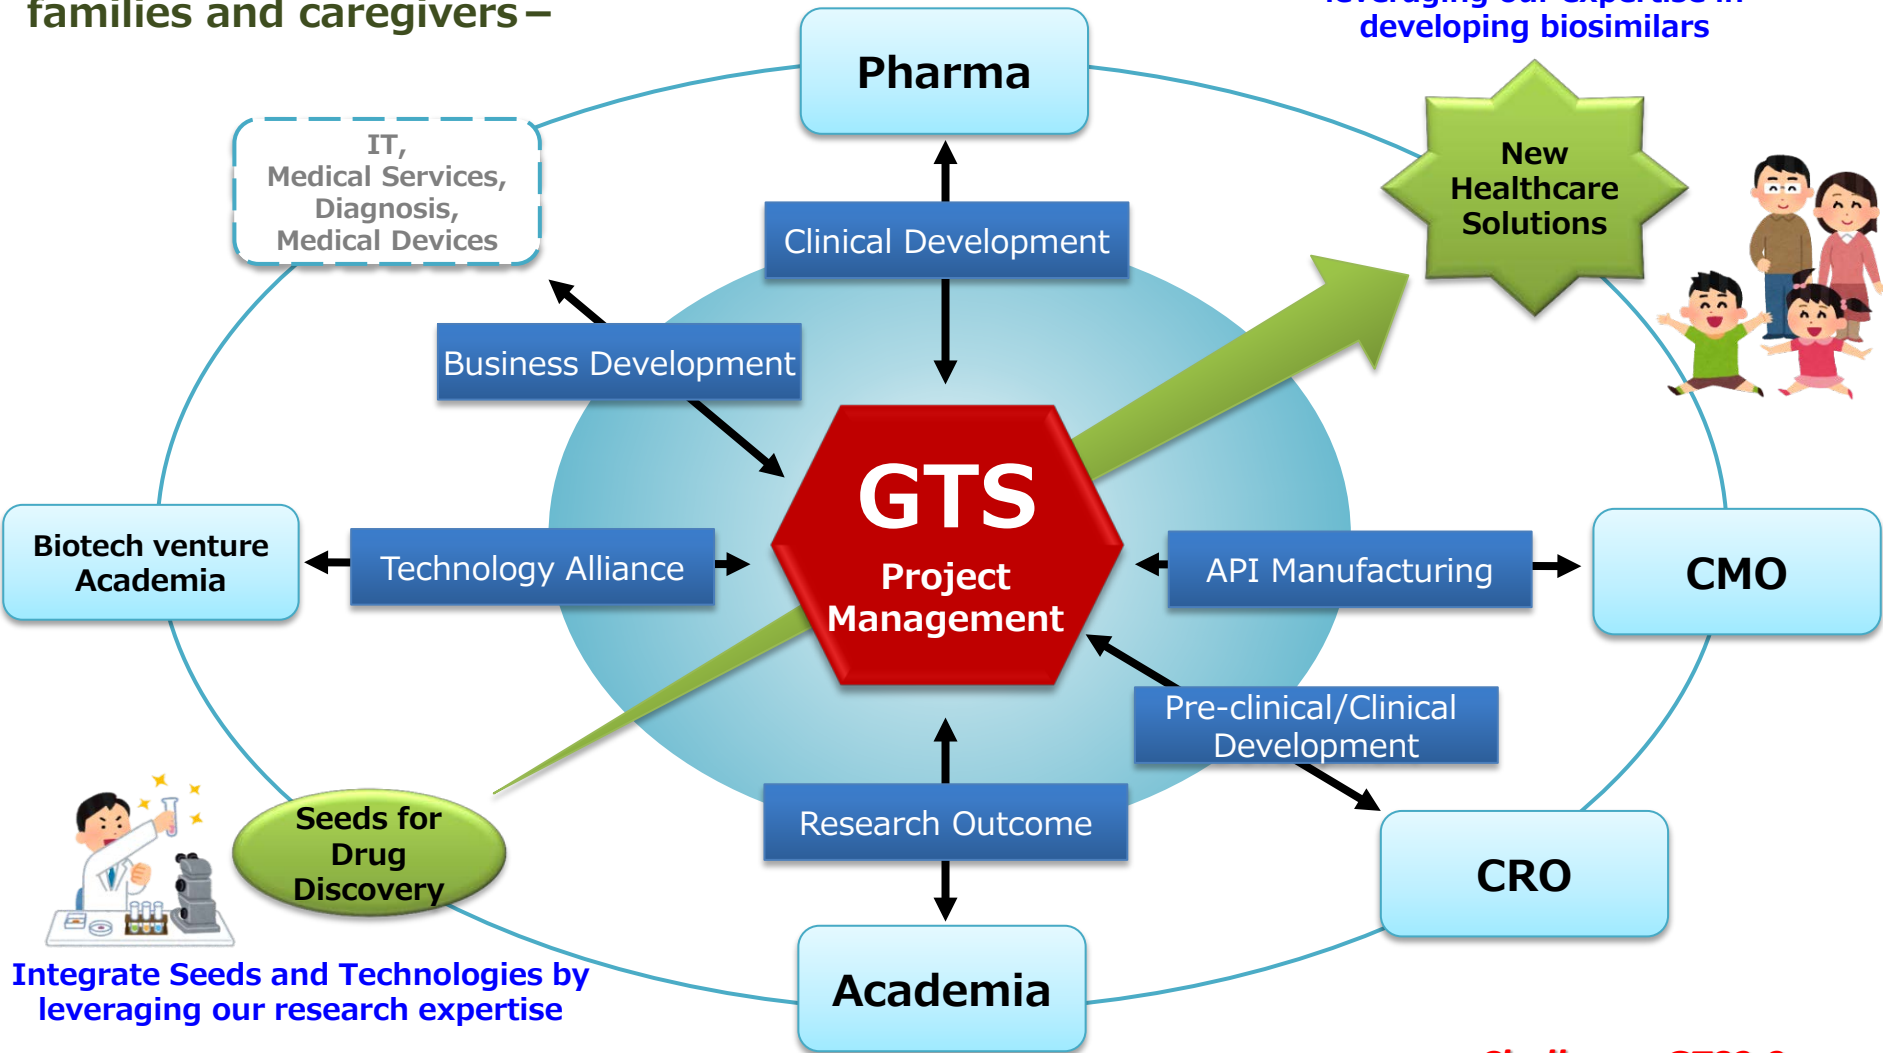 families and caregivers –
developing biosimilars
Pharma
IT,
Medical Services,
Diagnosis,
Medical Devices
New
Healthcare
Solutions
Clinical Development
Business Development
GTS
Project
Management
Biotech venture
Academia
Technology Alliance
API Manufacturing
CMO
Pre-clinical/Clinical
Development
Seeds for
Drug
Discovery
Research Outcome
CRO
Academia
Integrate Seeds and Technologies by
leveraging our research expertise